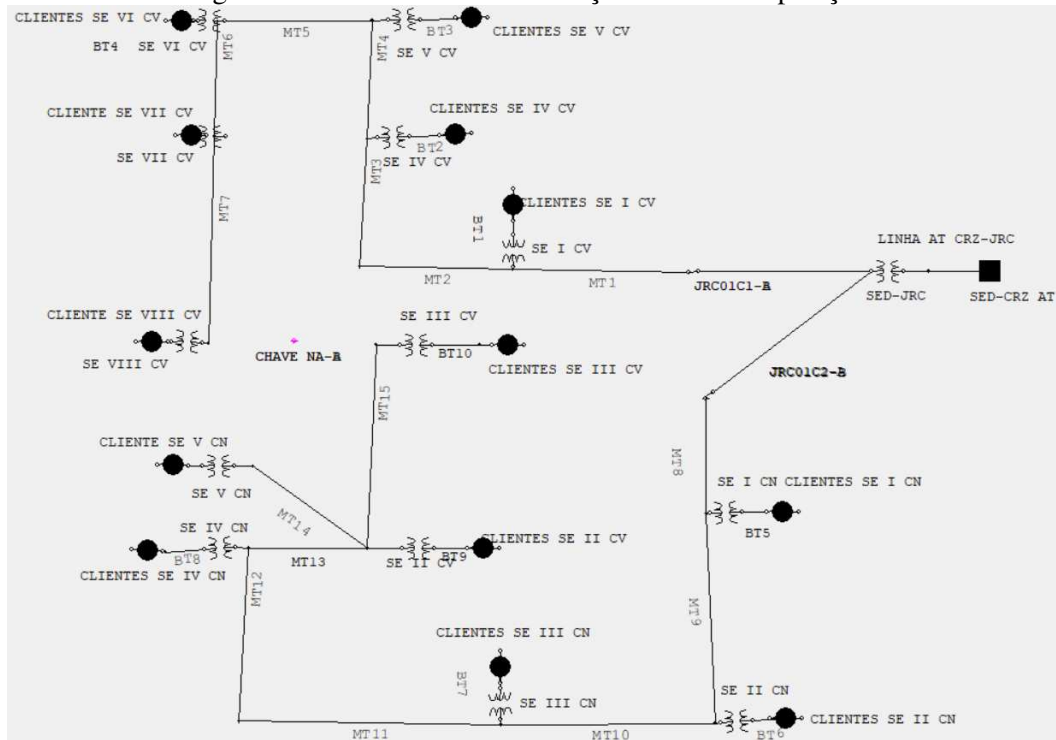 CLIENTES SE VI CV
BT4 SE VI CV
MT6
MT5
MT4
BT3
CLIENTES SE V CV
SE V CV
CLIENTE SE VII CV
SE VII CV
CLIENTES SE IV CV
BT2
SE IV CV
MT3
MT7
CLIENTES SE I CV
BT1
SE I CV
LINHA AT CRZ-JRC
MT2
MT1
JRC01C1-A
SED-JRC
SED-CRZ AT
CLIENTE SE VIII CV
SE VIII CV
SE III CV
CHAVE NA-A
BT10
CLIENTES SE III CV
JRC01C2-B
MT15
CLIENTE SE V CN
SE V CN
MT8
SE I CN CLIENTES SE I CN
BT5
MT14
SE IV CN
BT8
CLIENTES SE IV CN
MT13
SE II CV
BT9
CLIENTES SE II CV
MT12
MT9
CLIENTES SE III CN
BT7
SE III CN
SE II CN
CLIENTES SE II CN
BT6
MT11
MT10